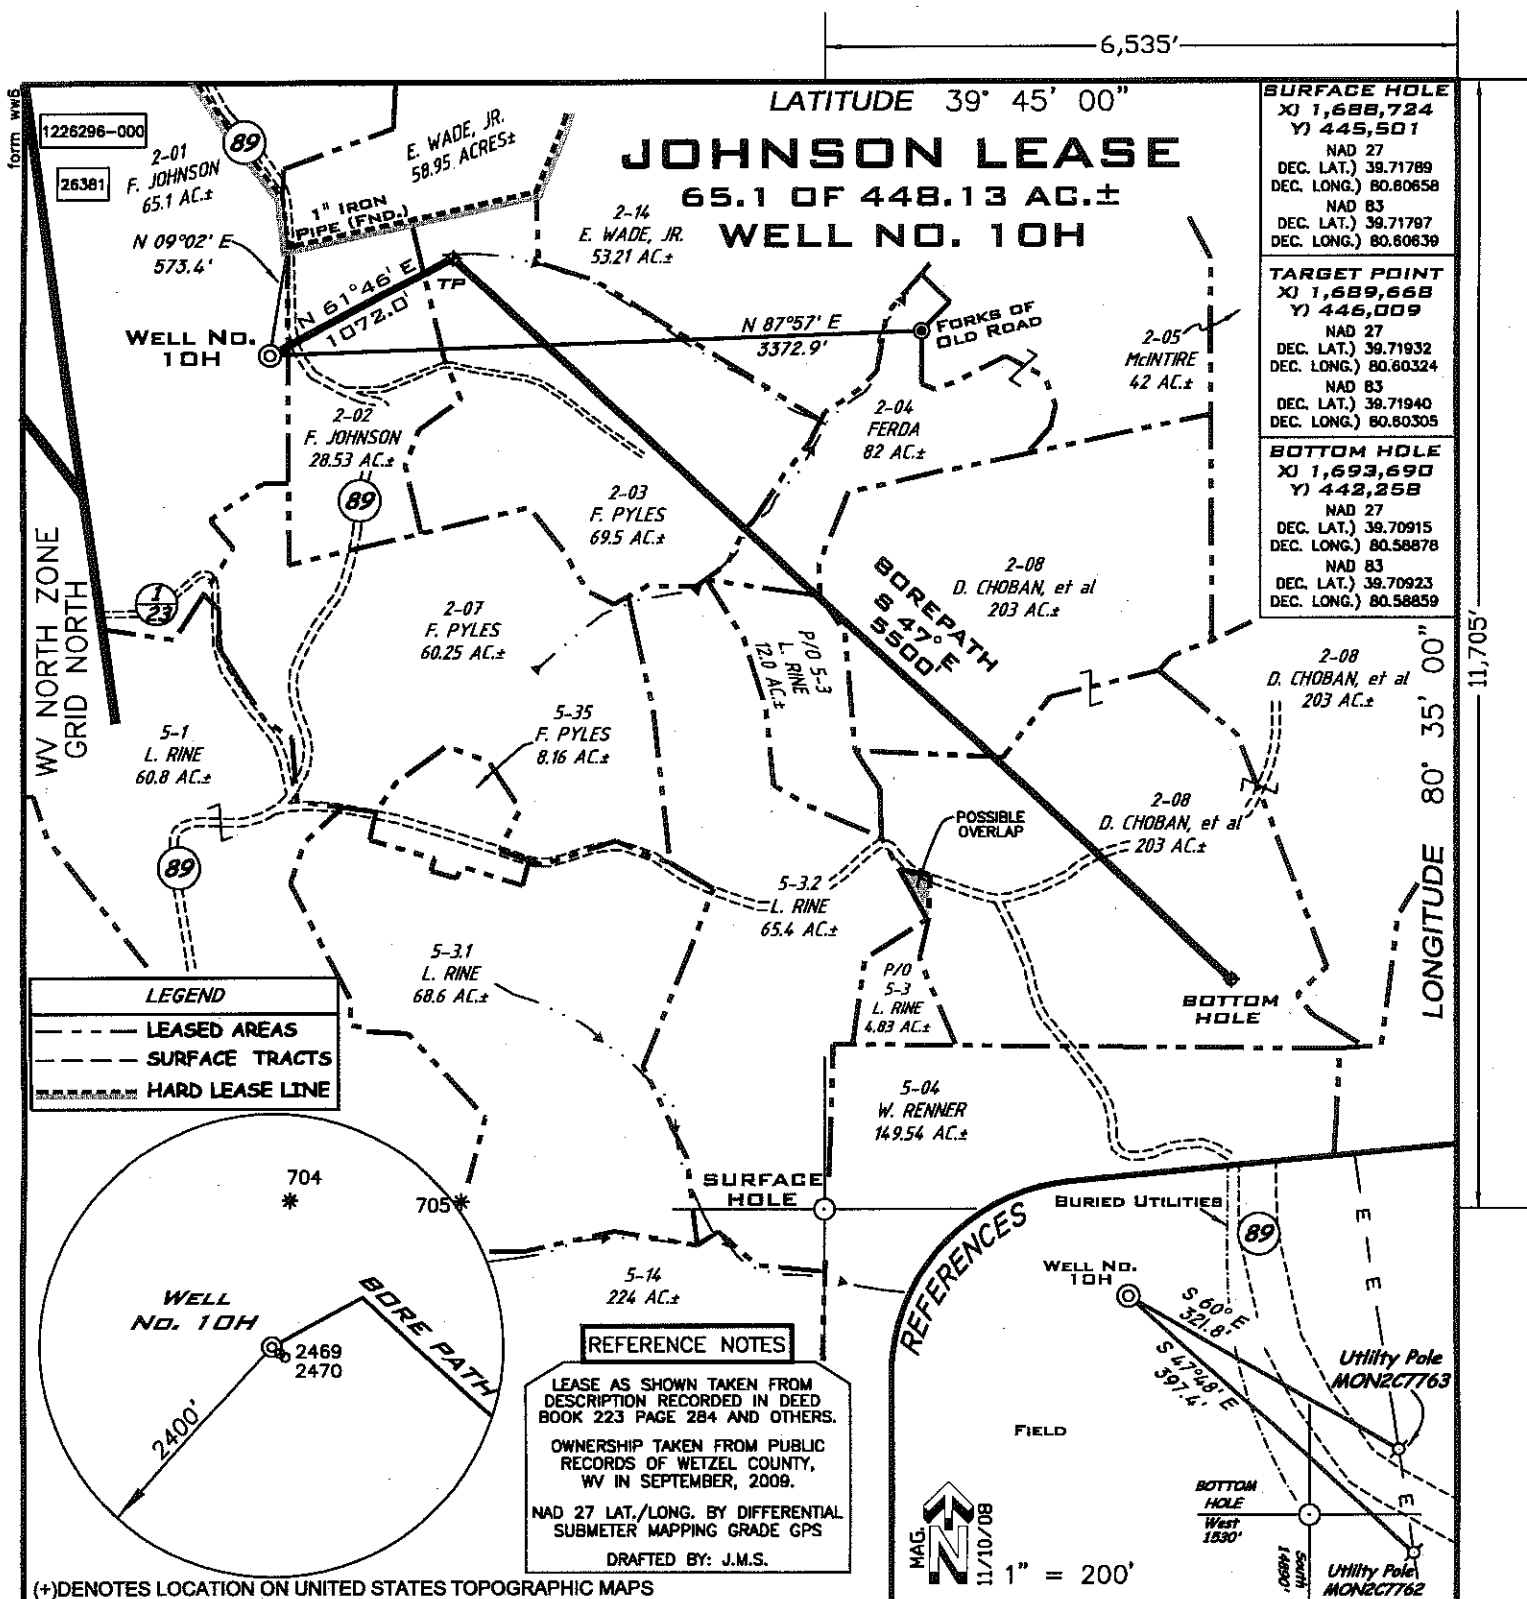 6,535'
form ww6
1226296-000
26381
LATITUDE 39° 45' 00"
JOHNSON LEASE
65.1 OF 448.13 AC.±
WELL NO. 10H
SURFACE HOLE
X) 1,688,724
Y) 445,501
NAD 27
DEC. LAT.) 39.71789
DEC. LONG.) 80.60658
NAD 83
DEC. LAT.) 39.71797
DEC. LONG.) 80.60639
TARGET POINT
X) 1,689,668
Y) 446,009
NAD 27
DEC. LAT.) 39.71932
DEC. LONG.) 80.60324
NAD 83
DEC. LAT.) 39.71940
DEC. LONG.) 80.60305
BOTTOM HOLE
X) 1,693,690
Y) 442,258
NAD 27
DEC. LAT.) 39.70915
DEC. LONG.) 80.58878
NAD 83
DEC. LAT.) 39.70923
DEC. LONG.) 80.58859
11,705'
LONGITUDE 80° 35' 00"
2-01
F. JOHNSON
65.1 AC.±
89
E. WADE, JR.
58.95 ACRES±
1" IRON
PIPE (FND.)
N 09°02' E
573.4'
2-14
E. WADE, JR.
53.21 AC.±
N 61°46' E
1072.0'
TP
WELL NO.
10H
N 87°57' E
3372.9'
FORKS OF
OLD ROAD
2-05
McINTIRE
42 AC.±
2-02
F. JOHNSON
28.53 AC.±
2-04
FERDA
82 AC.±
89
2-03
F. PYLES
69.5 AC.±
WV NORTH ZONE
GRID NORTH
1
23
2-07
F. PYLES
60.25 AC.±
BOREPATH
S 47° E
5500'
2-08
D. CHOBAN, et al
203 AC.±
P/O 5-3
L. RINE
12.0 AC.±
2-08
D. CHOBAN, et al
203 AC.±
5-1
L. RINE
60.8 AC.±
5-35
F. PYLES
8.16 AC.±
2-08
D. CHOBAN, et al
203 AC.±
POSSIBLE
OVERLAP
89
5-3.2
L. RINE
65.4 AC.±
5-3.1
L. RINE
68.6 AC.±
P/O
5-3
L. RINE
4.83 AC.±
BOTTOM
HOLE
LEGEND
LEASED AREAS
SURFACE TRACTS
HARD LEASE LINE
5-04
W. RENNER
149.54 AC.±
704
705
SURFACE
HOLE
5-14
224 AC.±
WELL
NO. 10H
2469
2470
BORE PATH
2400'
REFERENCE NOTES
LEASE AS SHOWN TAKEN FROM
DESCRIPTION RECORDED IN DEED
BOOK 223 PAGE 284 AND OTHERS.
OWNERSHIP TAKEN FROM PUBLIC
RECORDS OF WETZEL COUNTY,
WV IN SEPTEMBER, 2009.
NAD 27 LAT./LONG. BY DIFFERENTIAL
SUBMETER MAPPING GRADE GPS
DRAFTED BY: J.M.S.
REFERENCES
BURIED UTILITIES
89
E
E
WELL NO.
10H
S 60° E
321.8'
S 47°48' E
397.4'
Utility Pole
MON2C7763
FIELD
E
E
BOTTOM
HOLE
West
1530'
South
14890'
Utility Pole
MON2C7762
MAG.
N
11/10/08
1" = 200'
(+)DENOTES LOCATION ON UNITED STATES TOPOGRAPHIC MAPS